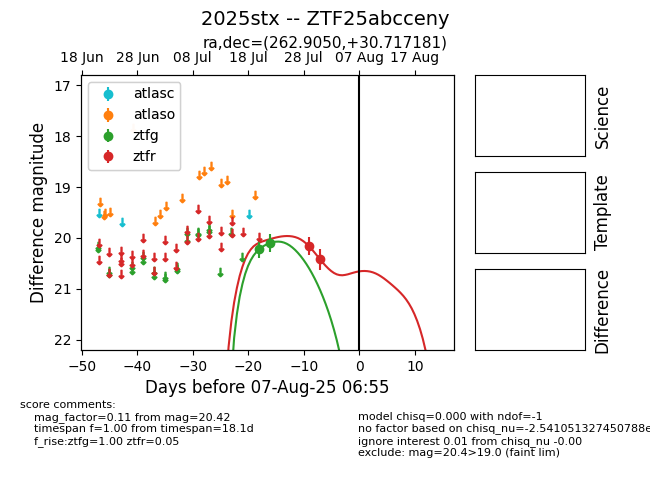 2025stx -- ZTF25abcceny
ra,dec=(262.9050,+30.717181)
18 Jun 28 Jun 08 Jul 18 Jul 28 Jul 07 Aug 17 Aug
atlasc
atlaso
ztfg
ztfr
17
18
19
20
21
22
Difference magnitude
−50 −40 −30 −20 −10 0 10
Days before 07-Aug-25 06:55
Science
Template
Difference
score comments:
mag_factor=0.11 from mag=20.42
timespan f=1.00 from timespan=18.1d
f_rise:ztfg=1.00 ztfr=0.05
model chisq=0.000 with ndof=-1
no factor based on chisq_nu=-2.541051327450788e
ignore interest 0.01 from chisq_nu -0.00
exclude: mag=20.4>19.0 (faint lim)